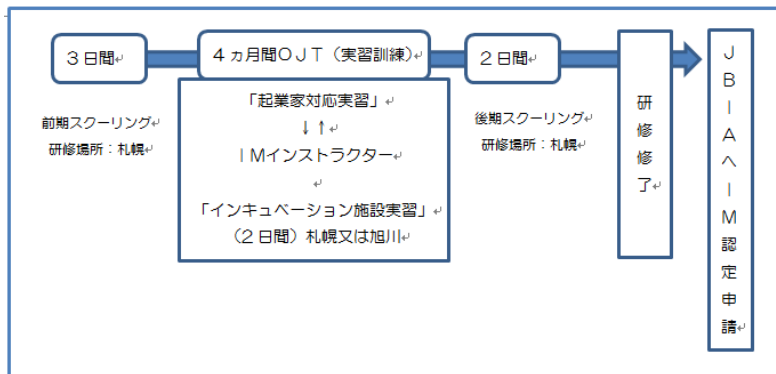 3日間
4ヵ月間OJT（実習訓練）
2日間
前期スクーリング
研修場所：札幌
「起業家対応実習」
↓↑
IMインストラクター
「インキュベーション施設実習」
（2日間）札幌又は旭川
後期スクーリング
研修場所：札幌
研修修了
JBIAへIM認定申請